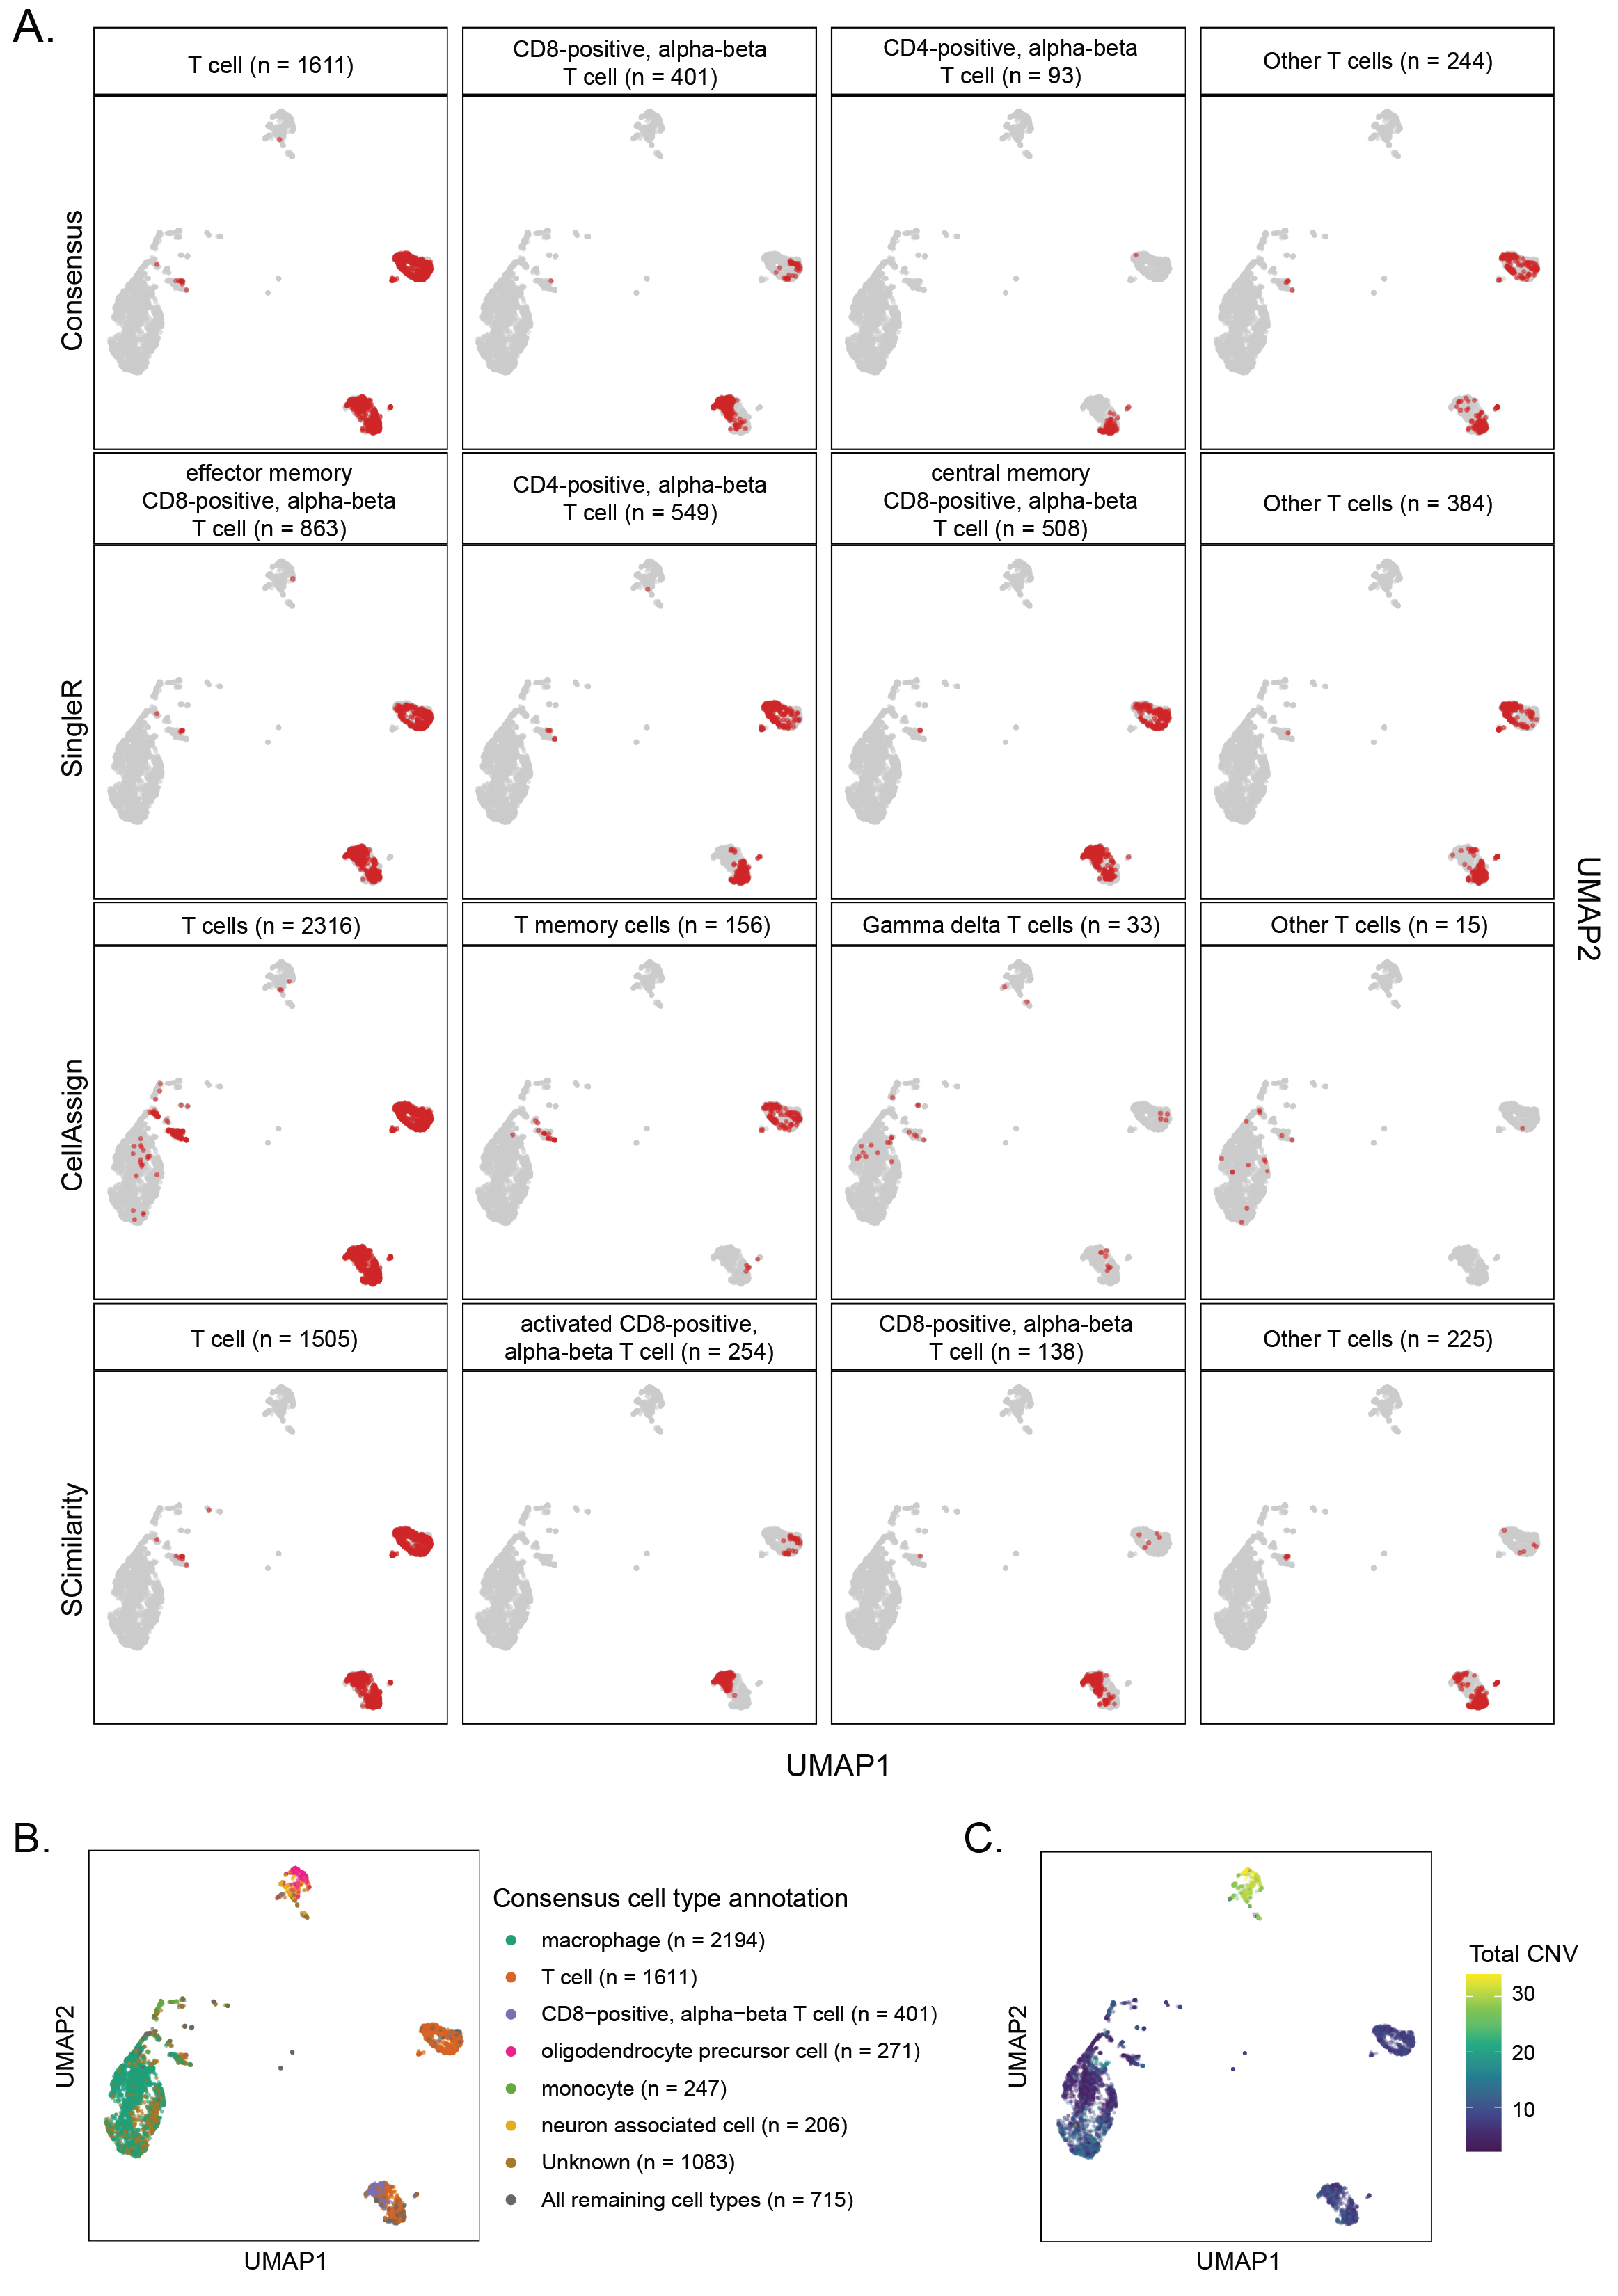 A.
T cell (n = 1611)
CD8-positive, alpha-beta
T cell (n = 401)
CD4-positive, alpha-beta
T cell (n = 93)
Other T cells (n = 244)
Consensus
effector memory
CD8-positive, alpha-beta
T cell (n = 863)
CD4-positive, alpha-beta
T cell (n = 549)
central memory
CD8-positive, alpha-beta
T cell (n = 508)
Other T cells (n = 384)
SingleR
T cells (n = 2316)
T memory cells (n = 156)
Gamma delta T cells (n = 33)
Other T cells (n = 15)
CellAssign
T cell (n = 1505)
activated CD8-positive,
alpha-beta T cell (n = 254)
CD8-positive, alpha-beta
T cell (n = 138)
Other T cells (n = 225)
SCimilarity
UMAP2
UMAP1
B.
UMAP2
UMAP1
Consensus cell type annotation
macrophage (n = 2194)
T cell (n = 1611)
CD8−positive, alpha−beta T cell (n = 401)
oligodendrocyte precursor cell (n = 271)
monocyte (n = 247)
neuron associated cell (n = 206)
Unknown (n = 1083)
All remaining cell types (n = 715)
C.
UMAP2
UMAP1
Total CNV
30
20
10